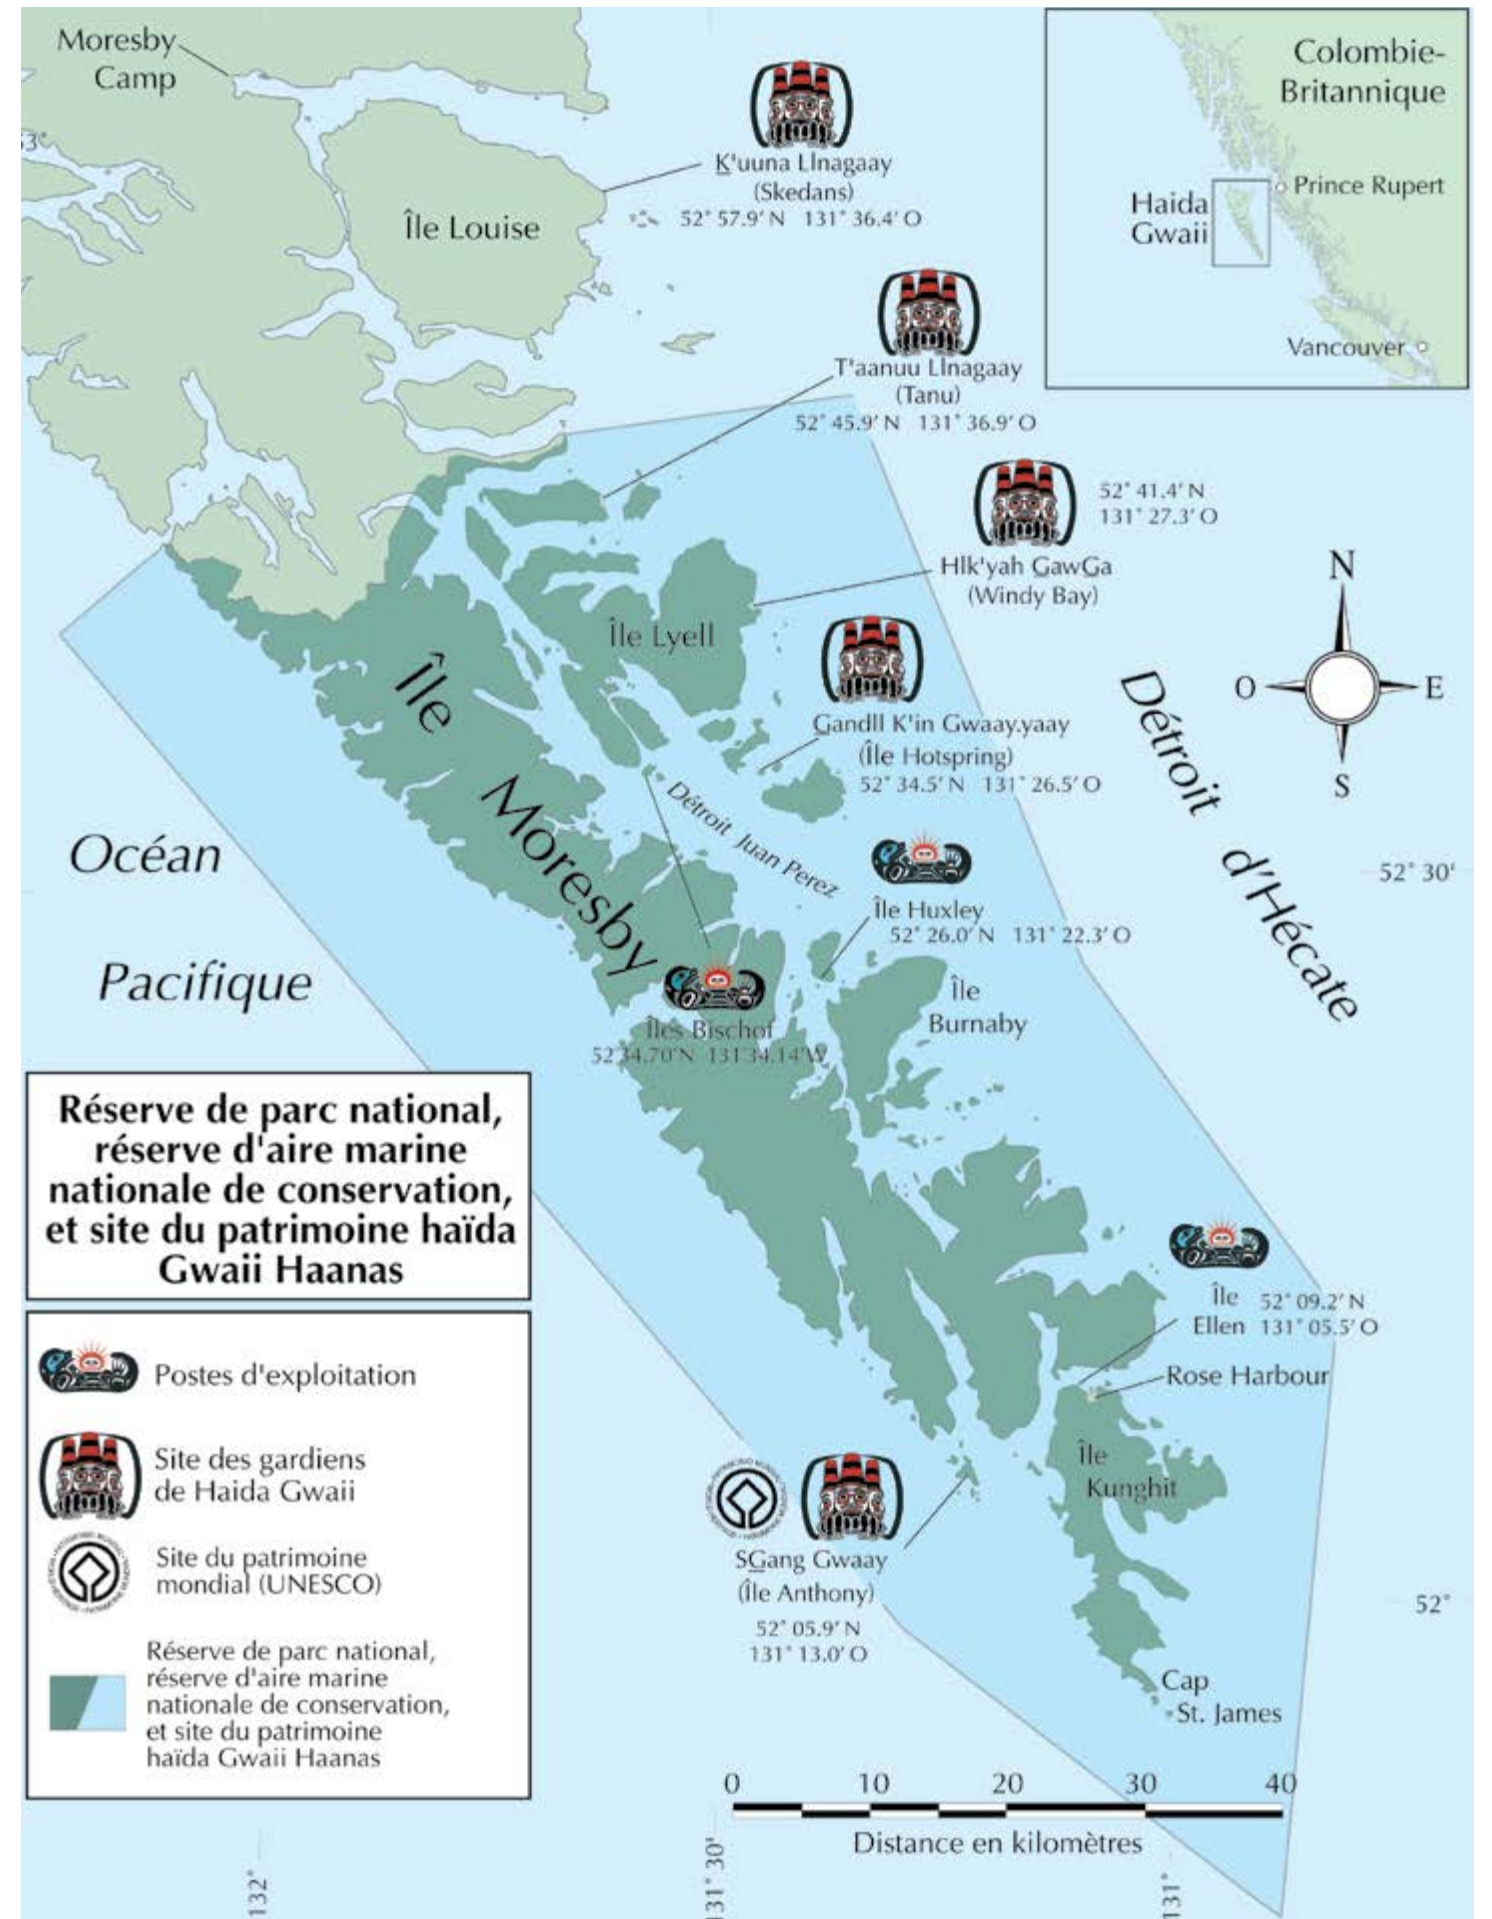 Moresby
Camp
3°
K'uuna Llnagaay
(Skedans)
52° 57.9' N 131° 36.4' O
Île Louise
Colombie-
Britannique
Prince Rupert
Haida
Gwaii
Vancouver
T'aanuu Llnagaay
(Tanu)
52° 45.9' N 131° 36.9' O
52° 41.4' N
131° 27.3' O
Hlk'yah GawGa
(Windy Bay)
Île Lyell
N
O
E
S
Gandll K'in Gwaay.yaay
(Île Hotspring)
52° 34.5' N 131° 26.5' O
Île
Moresby
Détroit Juan Perez
Détroit d'Hécate
Océan
Pacifique
52° 30'
Île Huxley
52° 26.0' N 131° 22.3' O
Île
Burnaby
Îles Bischof
52 34.70'N 131 34.14'W
Réserve de parc national,
réserve d'aire marine
nationale de conservation,
et site du patrimoine haïda
Gwaii Haanas
Île 52° 09.2' N
Ellen 131° 05.5' O
Rose Harbour
Postes d'exploitation
Site des gardiens
de Haida Gwaii
Site du patrimoine
mondial (UNESCO)
Réserve de parc national,
réserve d'aire marine
nationale de conservation,
et site du patrimoine
haïda Gwaii Haanas
Île
Kunghit
SGang Gwaay
(Île Anthony)
52° 05.9' N
131° 13.0' O
52°
Cap
St. James
0 10 20 30 40
Distance en kilomètres
132°
131° 30'
131°